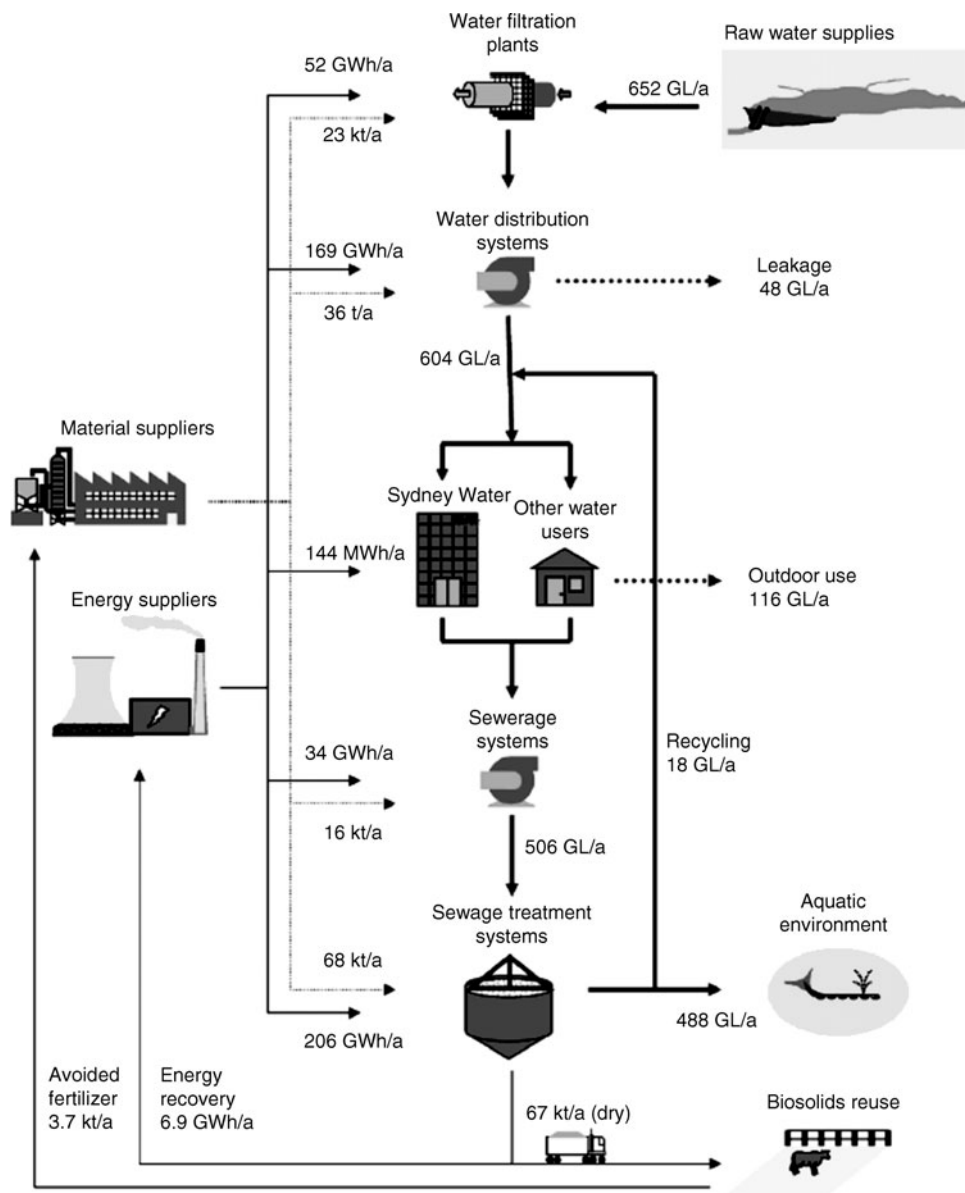 Water filtration
plants
Raw water supplies
52 GWh/a
652 GL/a
23 kt/a
Water distribution
systems
169 GWh/a
Leakage
48 GL/a
36 t/a
604 GL/a
Material suppliers
Sydney Water
Other water
users
144 MWh/a
Outdoor use
116 GL/a
Energy suppliers
Sewerage
systems
Recycling
18 GL/a
34 GWh/a
16 kt/a
506 GL/a
Sewage treatment
systems
Aquatic
environment
68 kt/a
488 GL/a
206 GWh/a
Avoided
fertilizer
3.7 kt/a
Energy
recovery
6.9 GWh/a
67 kt/a (dry)
Biosolids reuse